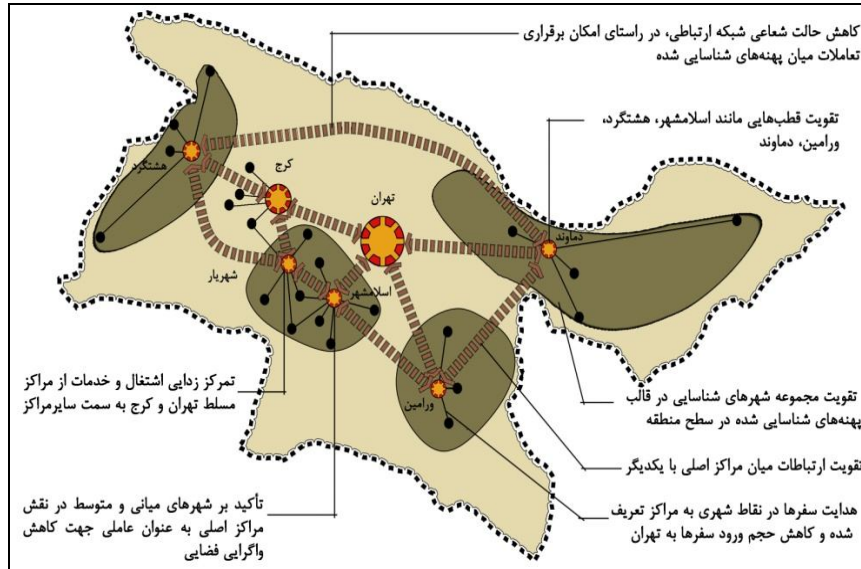 کاهش حالت شعاعی شبکه ارتباطی، در راستای امکان برقراری
تعاملات میان پهنه‌های شناسایی شده
تقویت قطب‌هایی مانند اسلامشهر، هشتگرد،
ورامین، دماوند
هشتگرد
کرج
تهران
دماوند
شهریار
اسلامشهر
ورامین
تمرکز زدایی اشتغال و خدمات از مراکز
مسلط تهران و کرج به سمت سایرمراکز
تقویت مجموعه شهرهای شناسایی در قالب
پهنه‌های شناسایی شده در سطح منطقه
تقویت ارتباطات میان مراکز اصلی با یکدیگر
تأکید بر شهرهای میانی و متوسط در نقش
مراکز اصلی به عنوان عاملی جهت کاهش
واگرایی فضایی
هدایت سفرها در نقاط شهری به مراکز تعریف
شده و کاهش حجم ورود سفرها به تهران